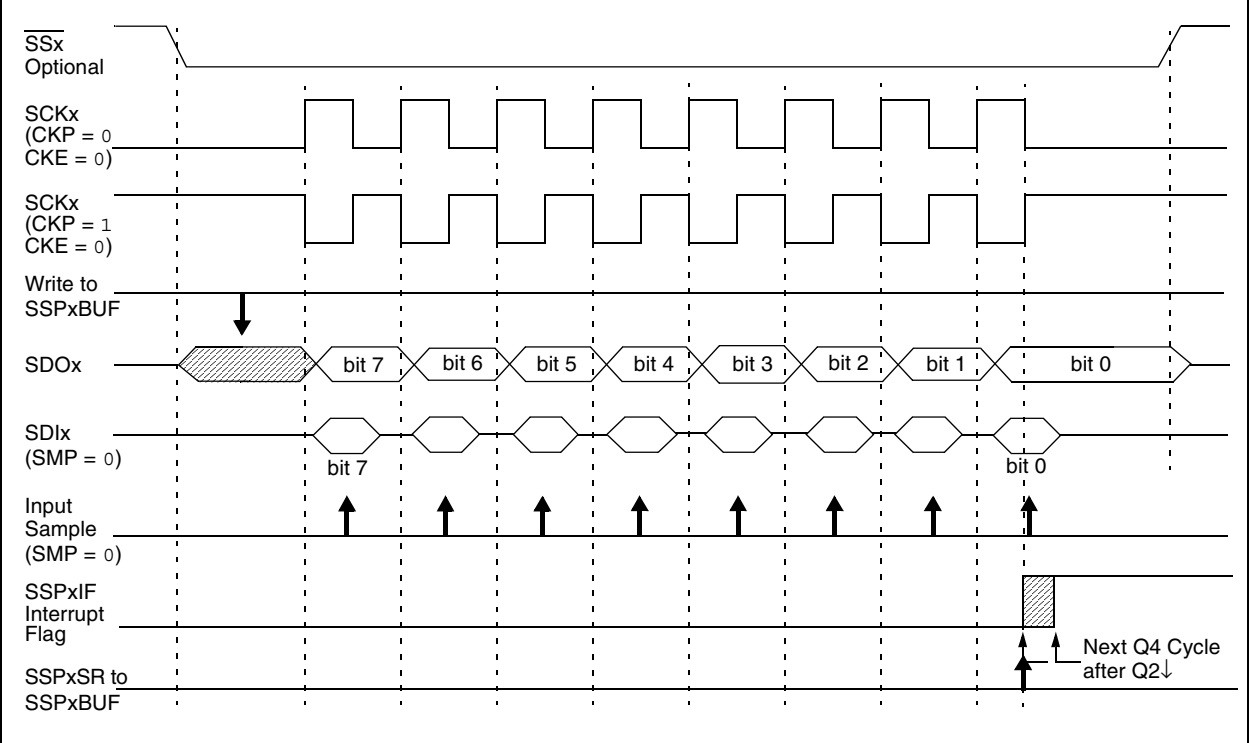 SSx
Optional
SCKx
(CKP = 0
CKE = 0)
SCKx
(CKP = 1
CKE = 0)
Write to
SSPxBUF
SDOx
bit 7
bit 6
bit 5
bit 4
bit 3
bit 2
bit 1
bit 0
SDIx
(SMP = 0)
bit 7
bit 0
Input
Sample
(SMP = 0)
SSPxIF
Interrupt
Flag
Next Q4 Cycle
after Q2↓
SSPxSR to
SSPxBUF